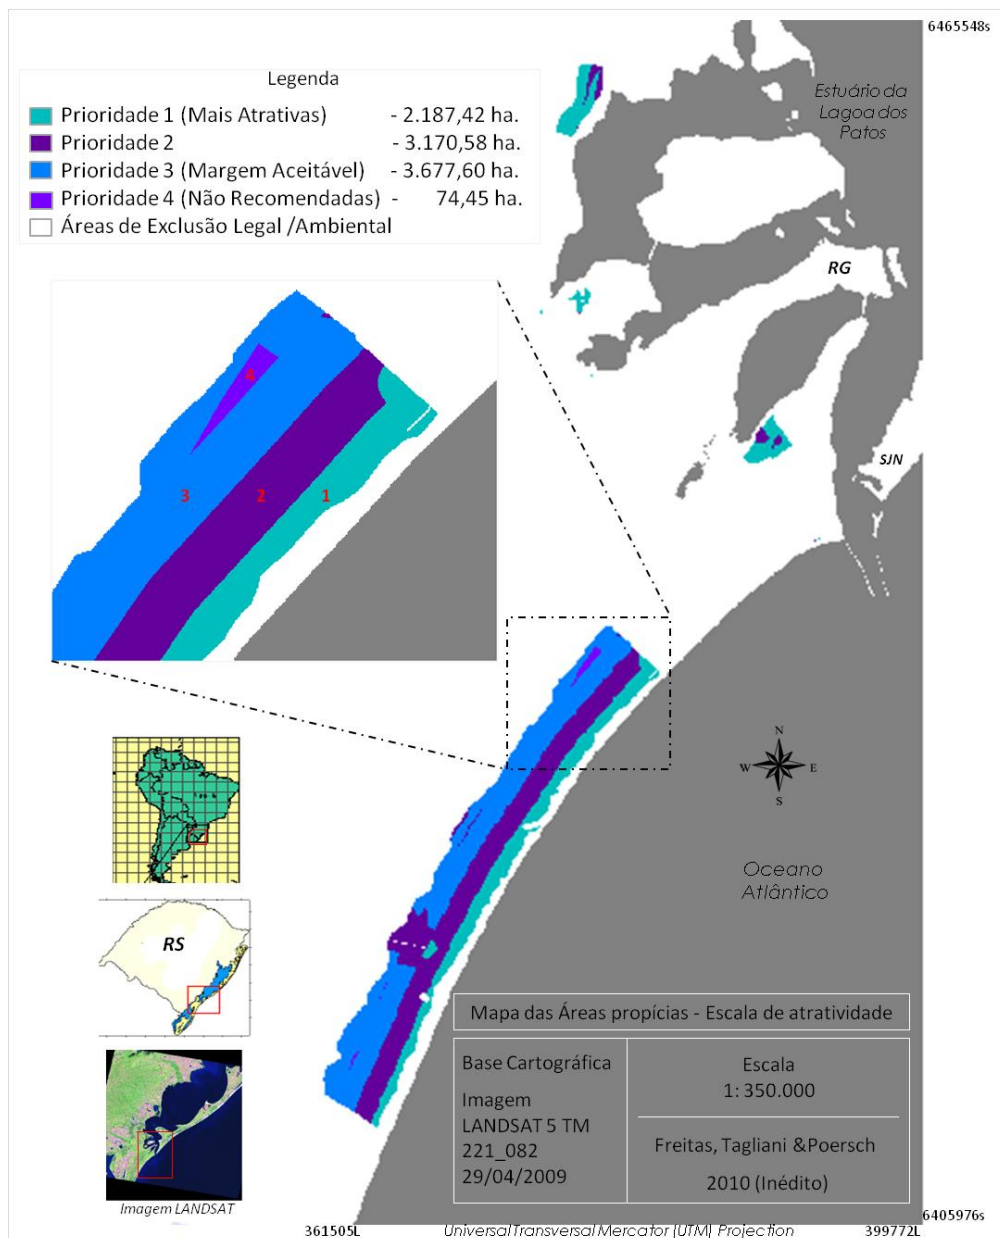 6465548s
Legenda
Prioridade 1 (Mais Atrativas) - 2.187,42 ha.
Prioridade 2 - 3.170,58 ha.
Prioridade 3 (Margem Aceitável) - 3.677,60 ha.
Prioridade 4 (Não Recomendadas) - 74,45 ha.
Áreas de Exclusão Legal /Ambiental
Estuário da
Lagoa dos
Patos
RG
SJN
4
3
2
1
N
W
E
S
Oceano
Atlântico
RS
Imagem LANDSAT
Mapa das Áreas propícias - Escala de atratividade
Base Cartográfica
Imagem
LANDSAT 5 TM
221_082
29/04/2009
Escala
1: 350.000
Freitas, Tagliani &Poersch
2010 (Inédito)
6405976s
361505L
Universal Transversal Mercator (UTM) Projection
399772L